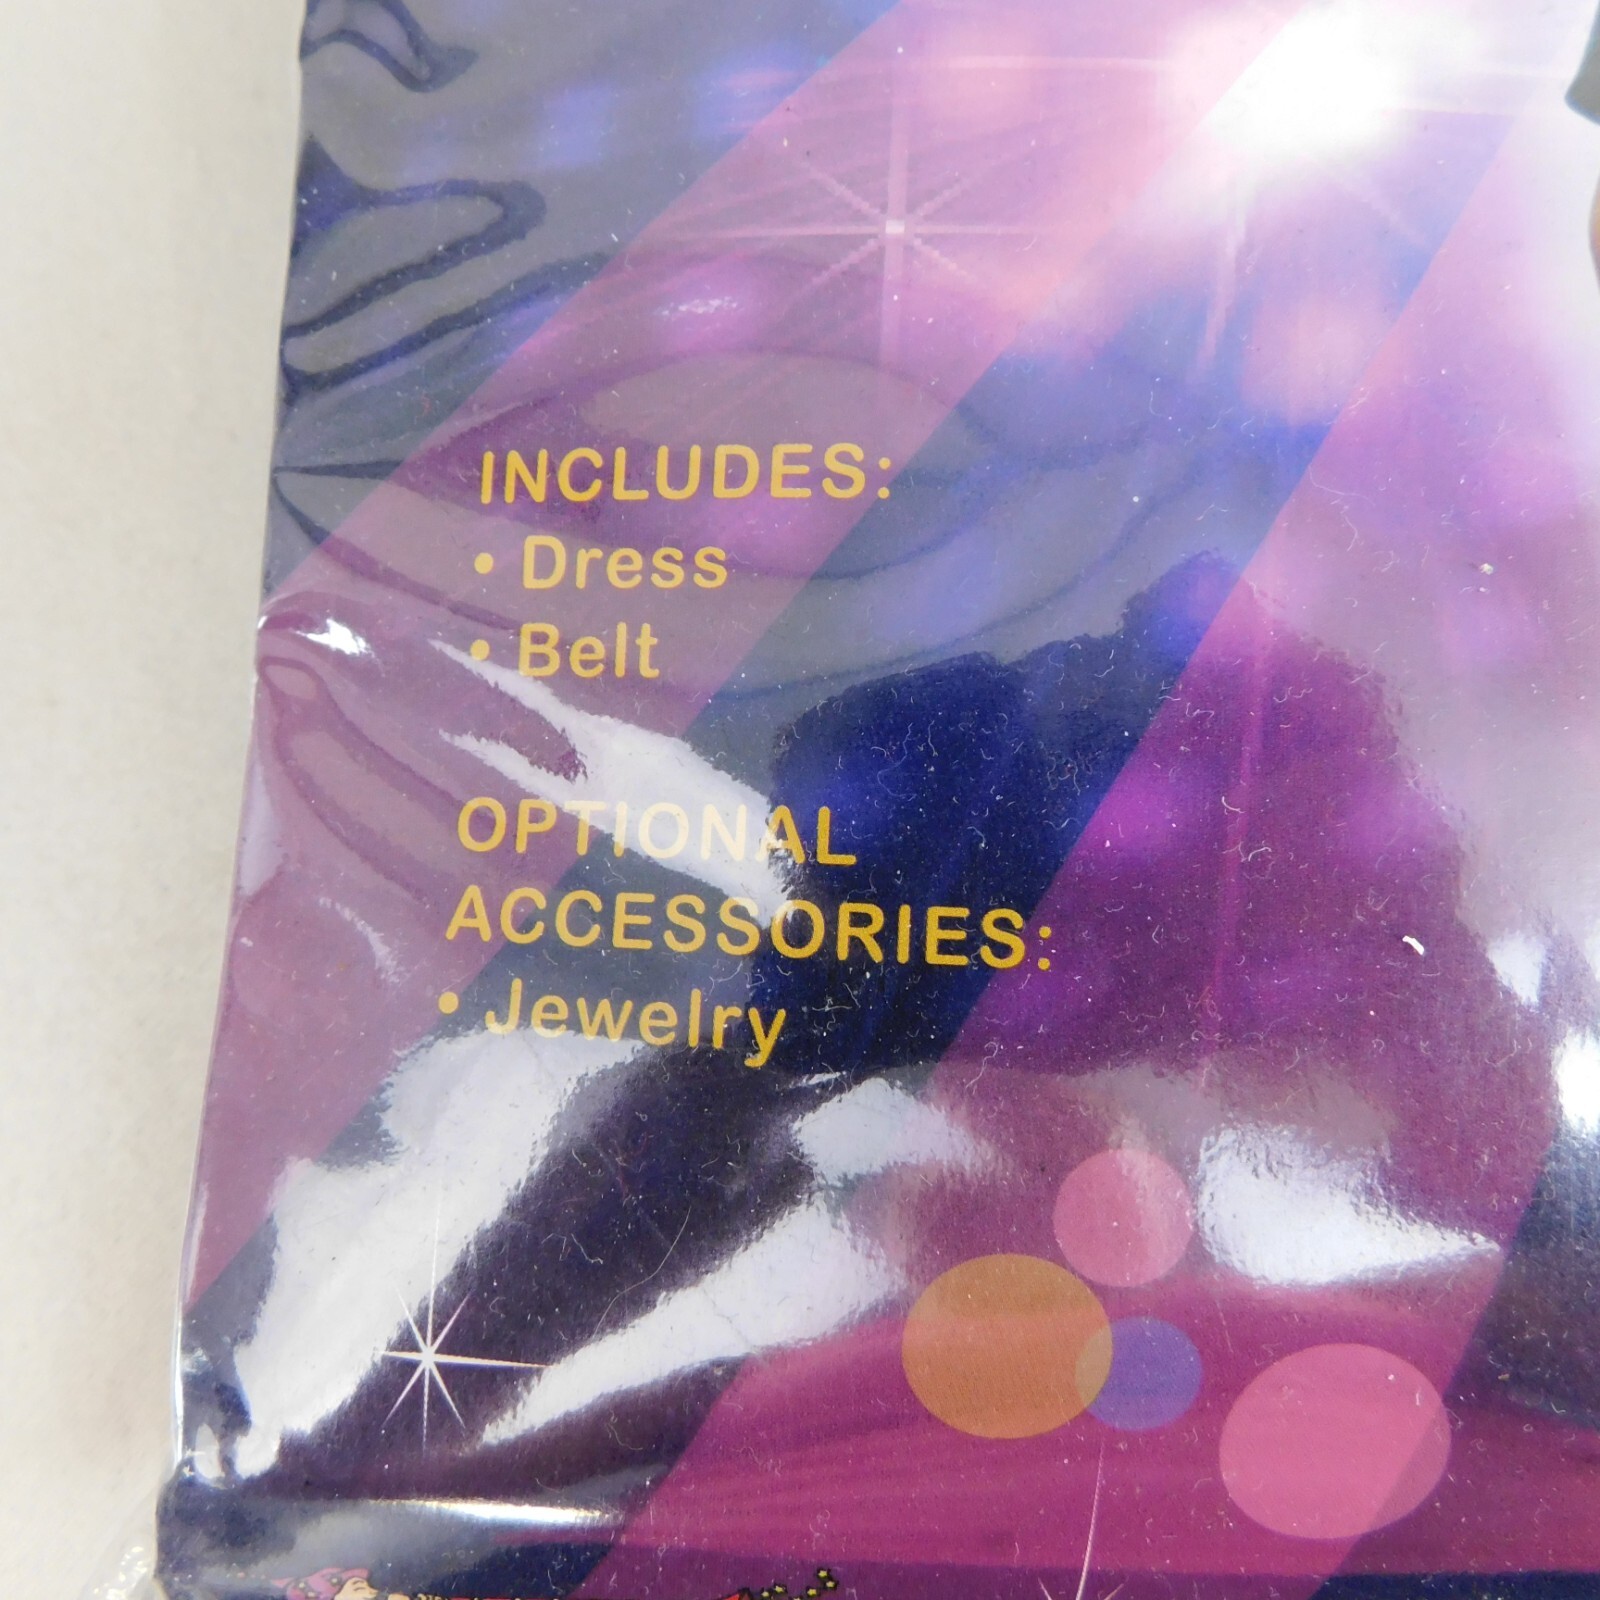 INCLUDES:
• Dress
• Belt
OPTIONAL
ACCESSORIES:
• Jewelry